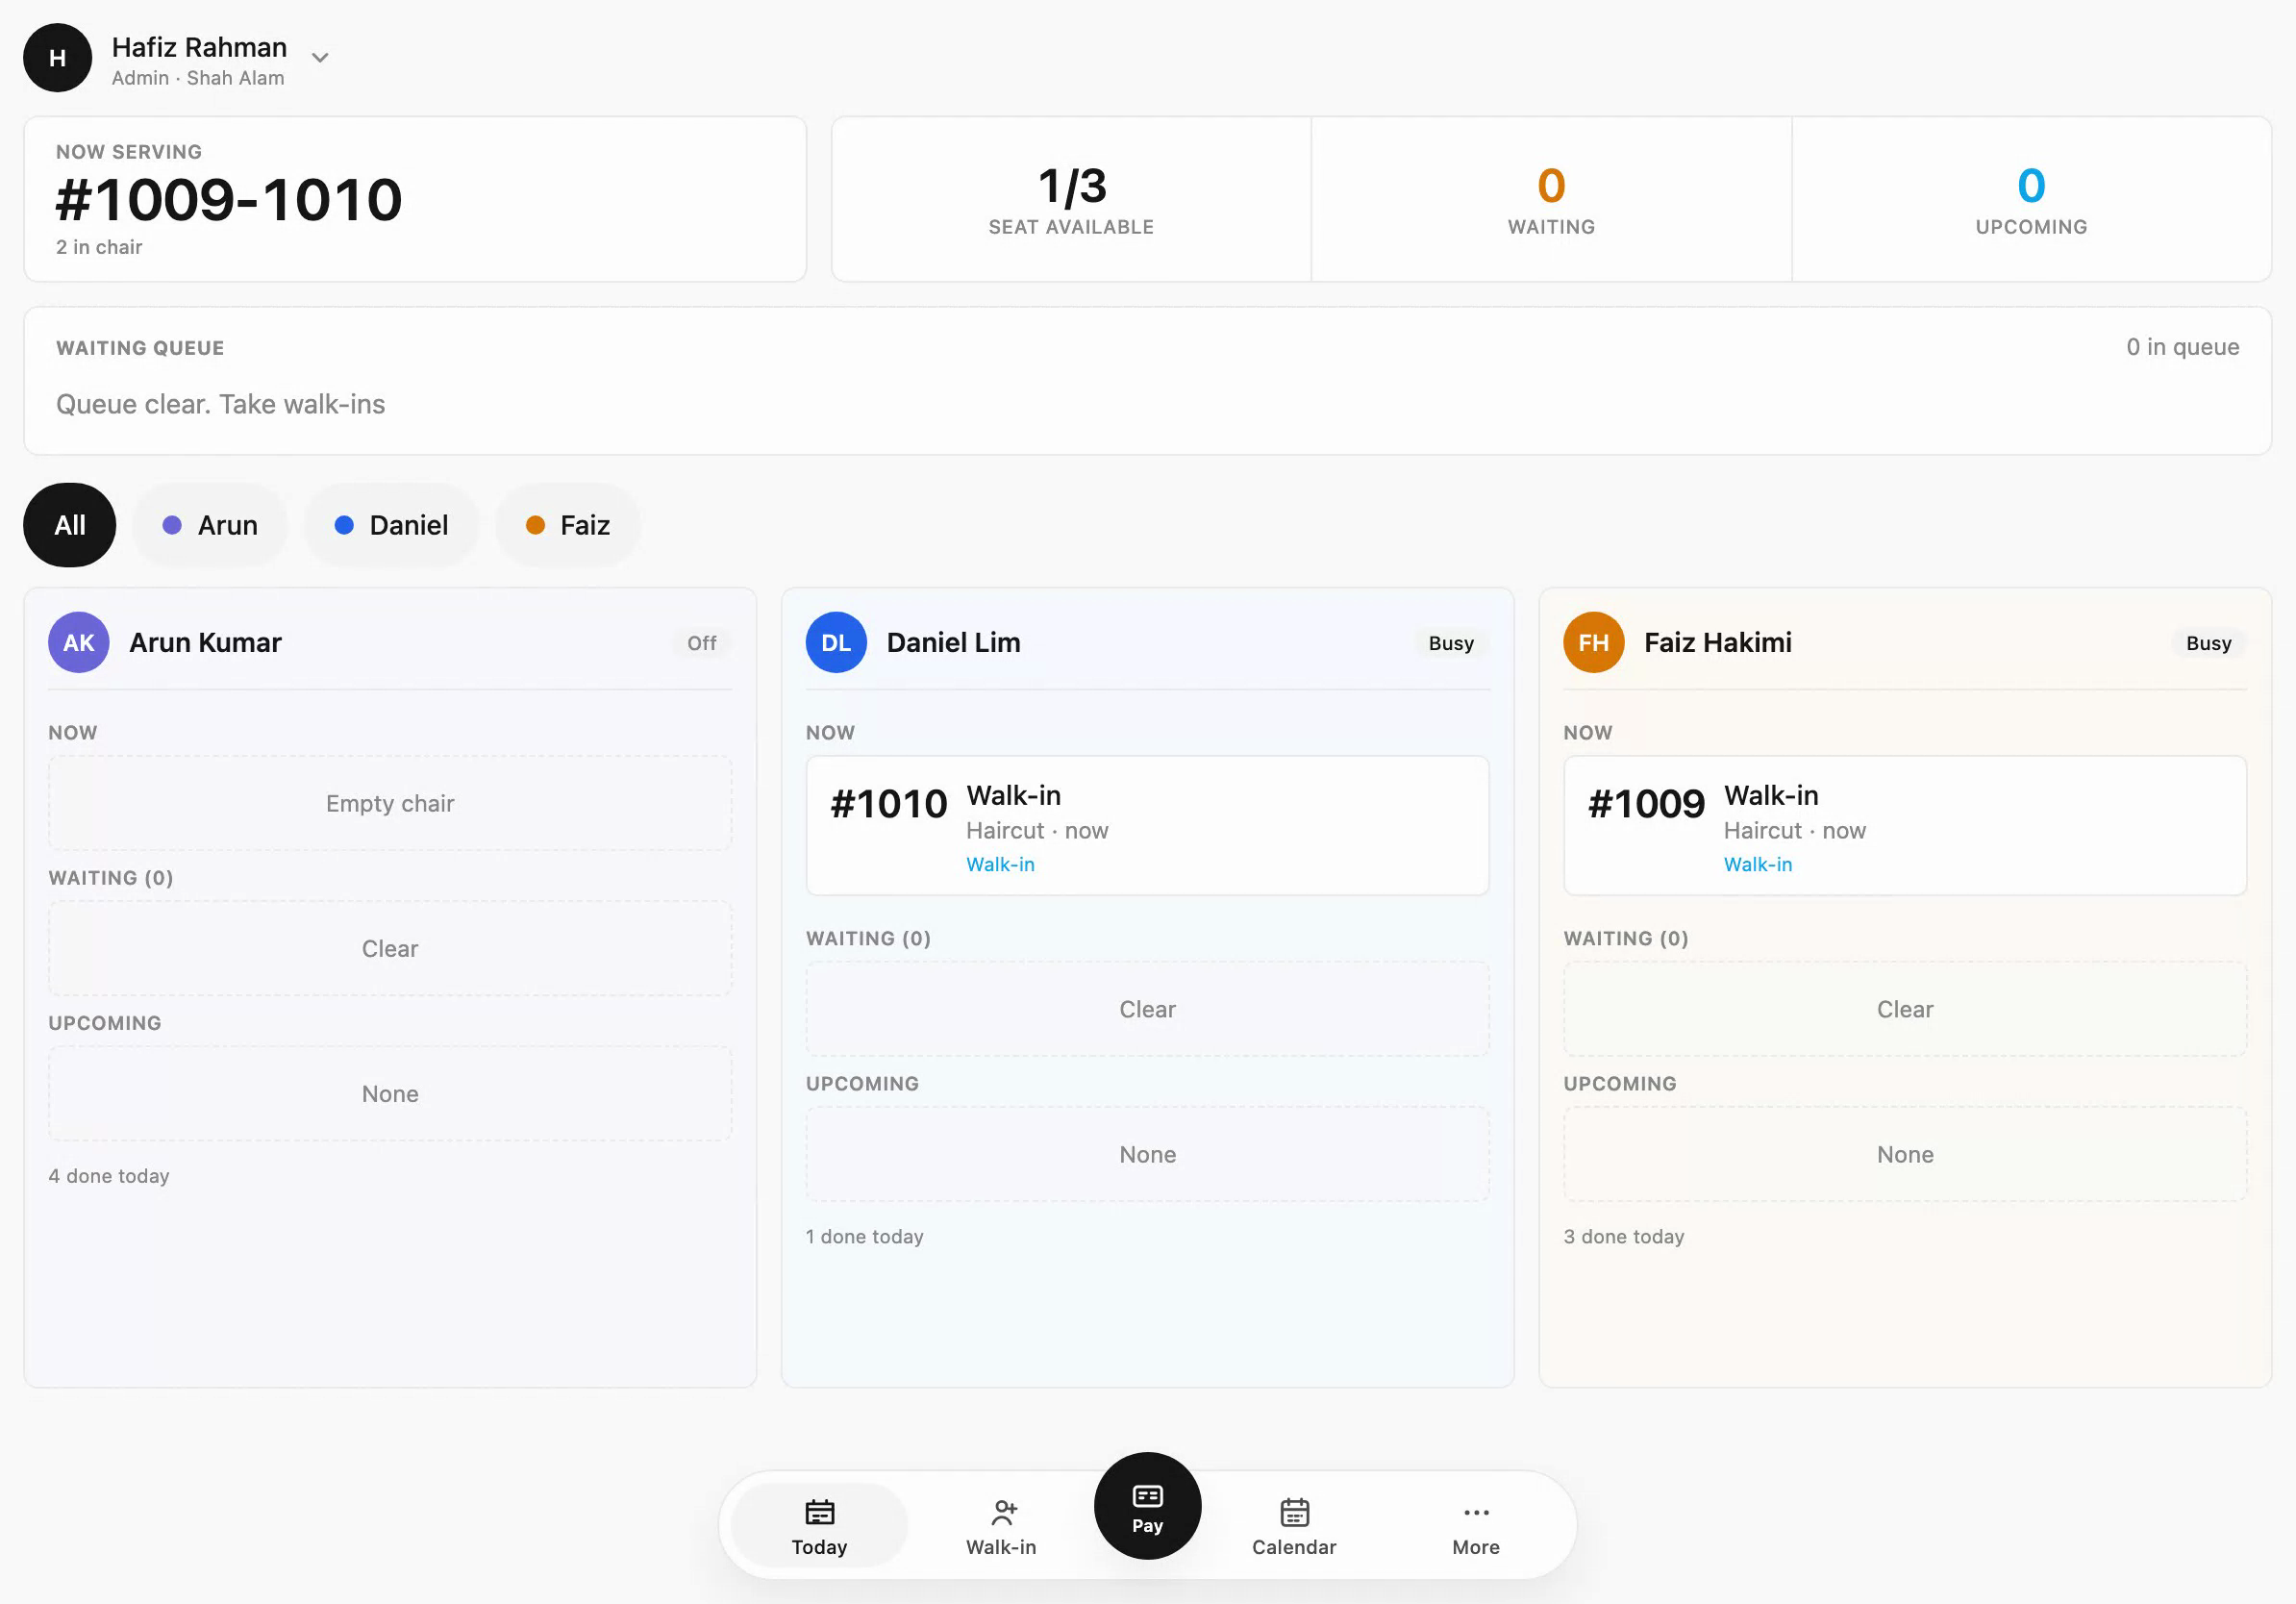 H
Hafiz Rahman
Admin · Shah Alam
NOW SERVING
#1009-1010
2 in chair
1/3
SEAT AVAILABLE
0
WAITING
0
UPCOMING
WAITING QUEUE
0 in queue
Queue clear. Take walk-ins
All
Arun
Daniel
Faiz
AK
Arun Kumar
Off
NOW
Empty chair
WAITING (0)
Clear
UPCOMING
None
4 done today
DL
Daniel Lim
Busy
NOW
#1010
Walk-in
Haircut · now
Walk-in
WAITING (0)
Clear
UPCOMING
None
1 done today
FH
Faiz Hakimi
Busy
NOW
#1009
Walk-in
Haircut · now
Walk-in
WAITING (0)
Clear
UPCOMING
None
3 done today
Today
Walk-in
Pay
Calendar
More